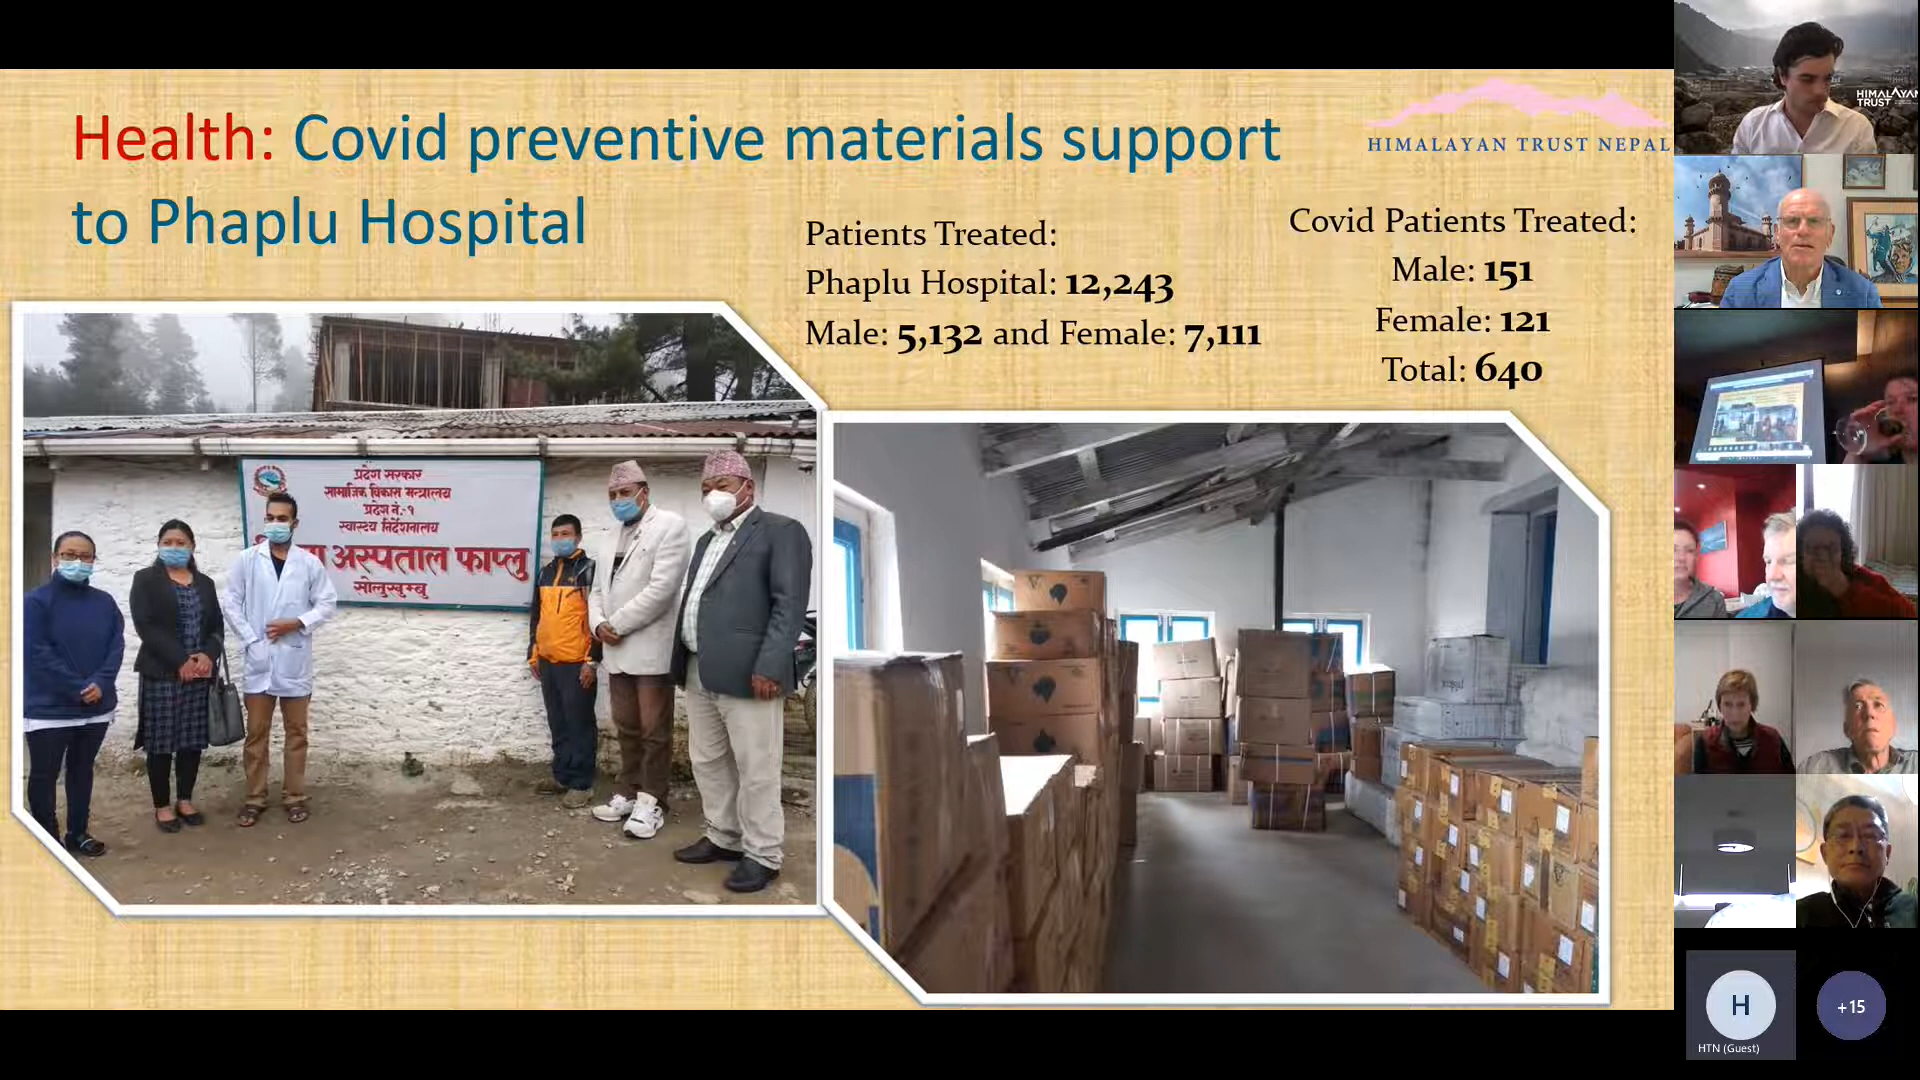 Health: Covid preventive materials support
to Phaplu Hospital
HIMALAYAN TRUST NEPAL
Patients Treated:
Phaplu Hospital: 12,243
Male: 5,132 and Female: 7,111
Covid Patients Treated:
Male: 151
Female: 121
Total: 640
प्रदेश सरकार
सामाजिक विकास मन्त्रालय
प्रदेश नं.-१
स्वास्थ्य निर्देशनालय
अस्पताल फाप्लु
सोलुखुम्बु
HIMALAYAN
TRUST
H
HTN (Guest)
+15